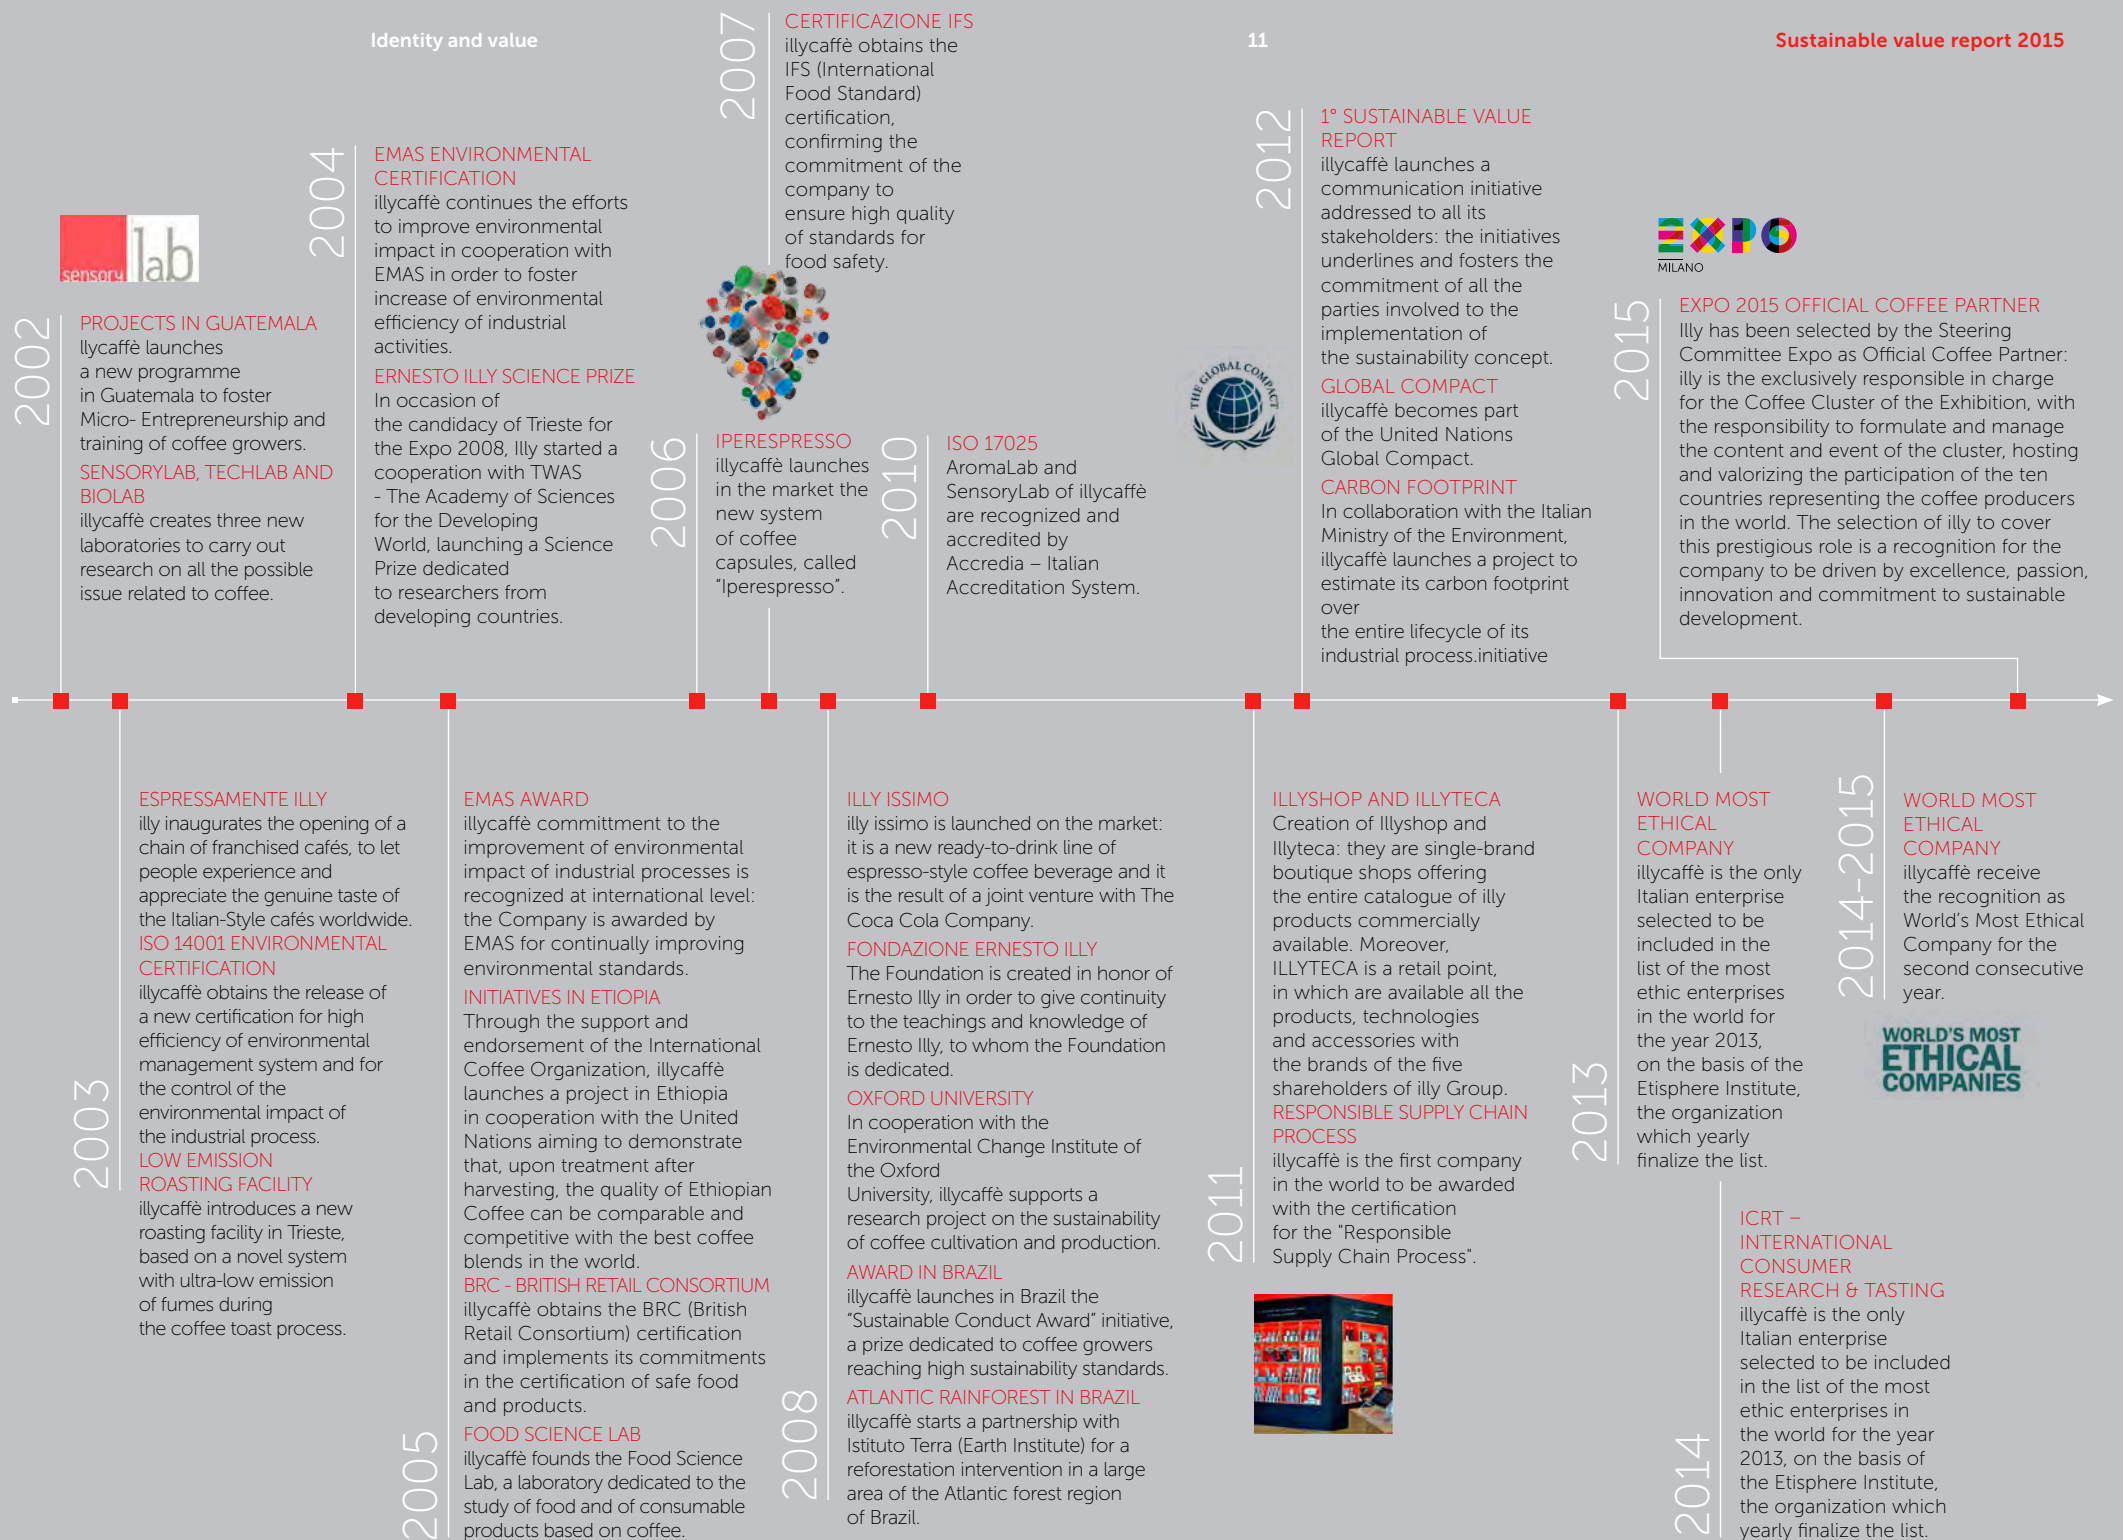 Identity and value
11
Sustainable value report 2015
sensory lab
2002
PROJECTS IN GUATEMALA
llycaffè launches
a new programme
in Guatemala to foster
Micro- Entrepreneurship and
training of coffee growers.
SENSORYLAB, TECHLAB AND
BIOLAB
illycaffè creates three new
laboratories to carry out
research on all the possible
issue related to coffee.
2004
EMAS ENVIRONMENTAL
CERTIFICATION
illycaffè continues the efforts
to improve environmental
impact in cooperation with
EMAS in order to foster
increase of environmental
efficiency of industrial
activities.
ERNESTO ILLY SCIENCE PRIZE
In occasion of
the candidacy of Trieste for
the Expo 2008, Illy started a
cooperation with TWAS
- The Academy of Sciences
for the Developing
World, launching a Science
Prize dedicated
to researchers from
developing countries.
2007
CERTIFICAZIONE IFS
illycaffè obtains the
IFS (International
Food Standard)
certification,
confirming the
commitment of the
company to
ensure high quality
of standards for
food safety.
2006
IPERESPRESSO
illycaffè launches
in the market the
new system
of coffee
capsules, called
“Iperespresso”.
2010
ISO 17025
AromaLab and
SensoryLab of illycaffè
are recognized and
accredited by
Accredia – Italian
Accreditation System.
THE GLOBAL COMPACT
2012
1° SUSTAINABLE VALUE
REPORT
illycaffè launches a
communication initiative
addressed to all its
stakeholders: the initiatives
underlines and fosters the
commitment of all the
parties involved to the
implementation of
the sustainability concept.
GLOBAL COMPACT
illycaffè becomes part
of the United Nations
Global Compact.
CARBON FOOTPRINT
In collaboration with the Italian
Ministry of the Environment,
illycaffè launches a project to
estimate its carbon footprint
over
the entire lifecycle of its
industrial process.initiative
EXPO
MILANO
2015
EXPO 2015 OFFICIAL COFFEE PARTNER
Illy has been selected by the Steering
Committee Expo as Official Coffee Partner:
illy is the exclusively responsible in charge
for the Coffee Cluster of the Exhibition, with
the responsibility to formulate and manage
the content and event of the cluster, hosting
and valorizing the participation of the ten
countries representing the coffee producers
in the world. The selection of illy to cover
this prestigious role is a recognition for the
company to be driven by excellence, passion,
innovation and commitment to sustainable
development.
2003
ESPRESSAMENTE ILLY
illy inaugurates the opening of a
chain of franchised cafés, to let
people experience and
appreciate the genuine taste of
the Italian-Style cafés worldwide.
ISO 14001 ENVIRONMENTAL
CERTIFICATION
illycaffè obtains the release of
a new certification for high
efficiency of environmental
management system and for
the control of the
environmental impact of
the industrial process.
LOW EMISSION
ROASTING FACILITY
illycaffè introduces a new
roasting facility in Trieste,
based on a novel system
with ultra-low emission
of fumes during
the coffee toast process.
2005
EMAS AWARD
illycaffè committment to the
improvement of environmental
impact of industrial processes is
recognized at international level:
the Company is awarded by
EMAS for continually improving
environmental standards.
INITIATIVES IN ETIOPIA
Through the support and
endorsement of the International
Coffee Organization, illycaffè
launches a project in Ethiopia
in cooperation with the United
Nations aiming to demonstrate
that, upon treatment after
harvesting, the quality of Ethiopian
Coffee can be comparable and
competitive with the best coffee
blends in the world.
BRC - BRITISH RETAIL CONSORTIUM
illycaffè obtains the BRC (British
Retail Consortium) certification
and implements its commitments
in the certification of safe food
and products.
FOOD SCIENCE LAB
illycaffè founds the Food Science
Lab, a laboratory dedicated to the
study of food and of consumable
products based on coffee.
2008
ILLY ISSIMO
illy issimo is launched on the market:
it is a new ready-to-drink line of
espresso-style coffee beverage and it
is the result of a joint venture with The
Coca Cola Company.
FONDAZIONE ERNESTO ILLY
The Foundation is created in honor of
Ernesto Illy in order to give continuity
to the teachings and knowledge of
Ernesto Illy, to whom the Foundation
is dedicated.
OXFORD UNIVERSITY
In cooperation with the
Environmental Change Institute of
the Oxford
University, illycaffè supports a
research project on the sustainability
of coffee cultivation and production.
AWARD IN BRAZIL
illycaffè launches in Brazil the
“Sustainable Conduct Award” initiative,
a prize dedicated to coffee growers
reaching high sustainability standards.
ATLANTIC RAINFOREST IN BRAZIL
illycaffè starts a partnership with
Istituto Terra (Earth Institute) for a
reforestation intervention in a large
area of the Atlantic forest region
of Brazil.
2011
ILLYSHOP AND ILLYTECA
Creation of Illyshop and
Illyteca: they are single-brand
boutique shops offering
the entire catalogue of illy
products commercially
available. Moreover,
ILLYTECA is a retail point,
in which are available all the
products, technologies
and accessories with
the brands of the five
shareholders of illy Group.
RESPONSIBLE SUPPLY CHAIN
PROCESS
illycaffè is the first company
in the world to be awarded
with the certification
for the "Responsible
Supply Chain Process".
2013
WORLD MOST
ETHICAL
COMPANY
illycaffè is the only
Italian enterprise
selected to be
included in the
list of the most
ethic enterprises
in the world for
the year 2013,
on the basis of the
Etisphere Institute,
the organization
which yearly
finalize the list.
2014
ICRT –
INTERNATIONAL
CONSUMER
RESEARCH & TASTING
illycaffè is the only
Italian enterprise
selected to be included
in the list of the most
ethic enterprises in
the world for the year
2013, on the basis of
the Etisphere Institute,
the organization which
yearly finalize the list.
2014-2015
WORLD MOST
ETHICAL
COMPANY
illycaffè receive
the recognition as
World's Most Ethical
Company for the
second consecutive
year.
WORLD'S MOST
ETHICAL
COMPANIES